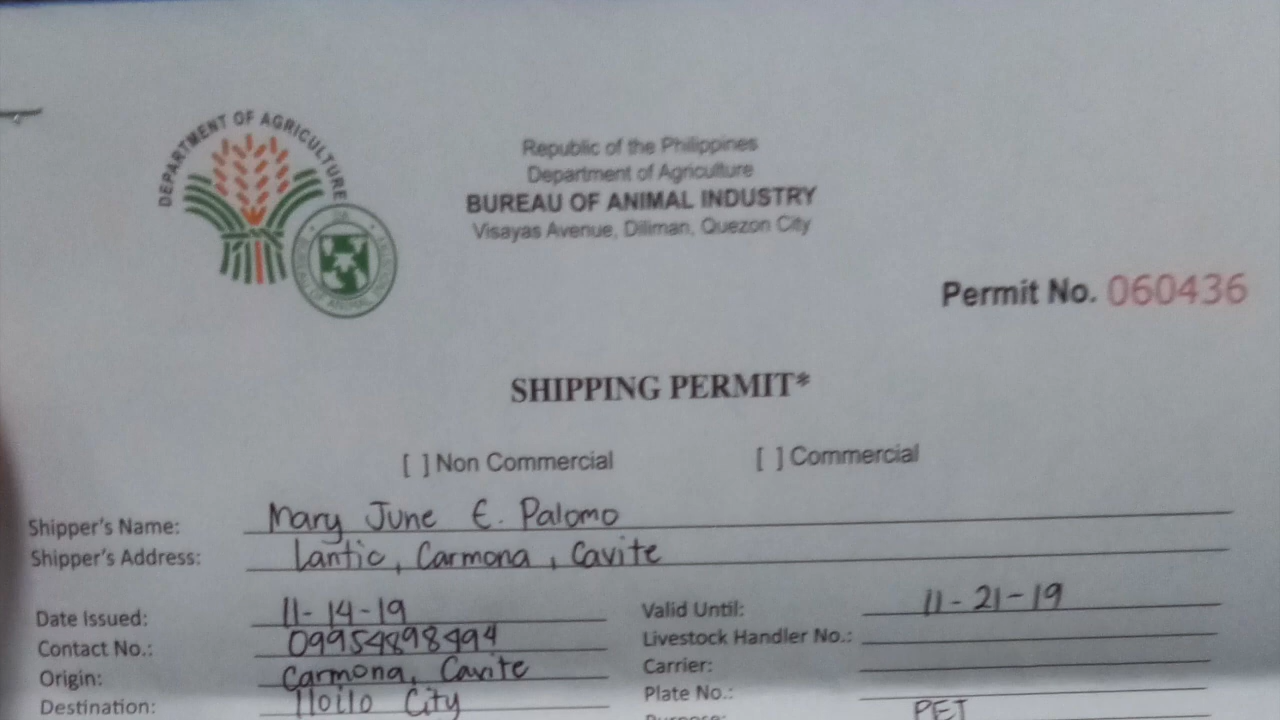 DEPARTMENT OF AGRICULTURE
Republic of the Philippines
Department of Agriculture
BUREAU OF ANIMAL INDUSTRY
Visayas Avenue, Diliman, Quezon City
Permit No. 060436
SHIPPING PERMIT*
[ ] Non Commercial [ ] Commercial
Shipper's Name: Mary June E. Palomo
Shipper's Address: Lantic, Carmona, Cavite
Date Issued: 11-14-19 Valid Until: 11-21-19
Contact No.: 09954898494 Livestock Handler No.:
Origin: Carmona, Cavite Carrier:
Destination: Iloilo City Plate No.:
Purpose: PET